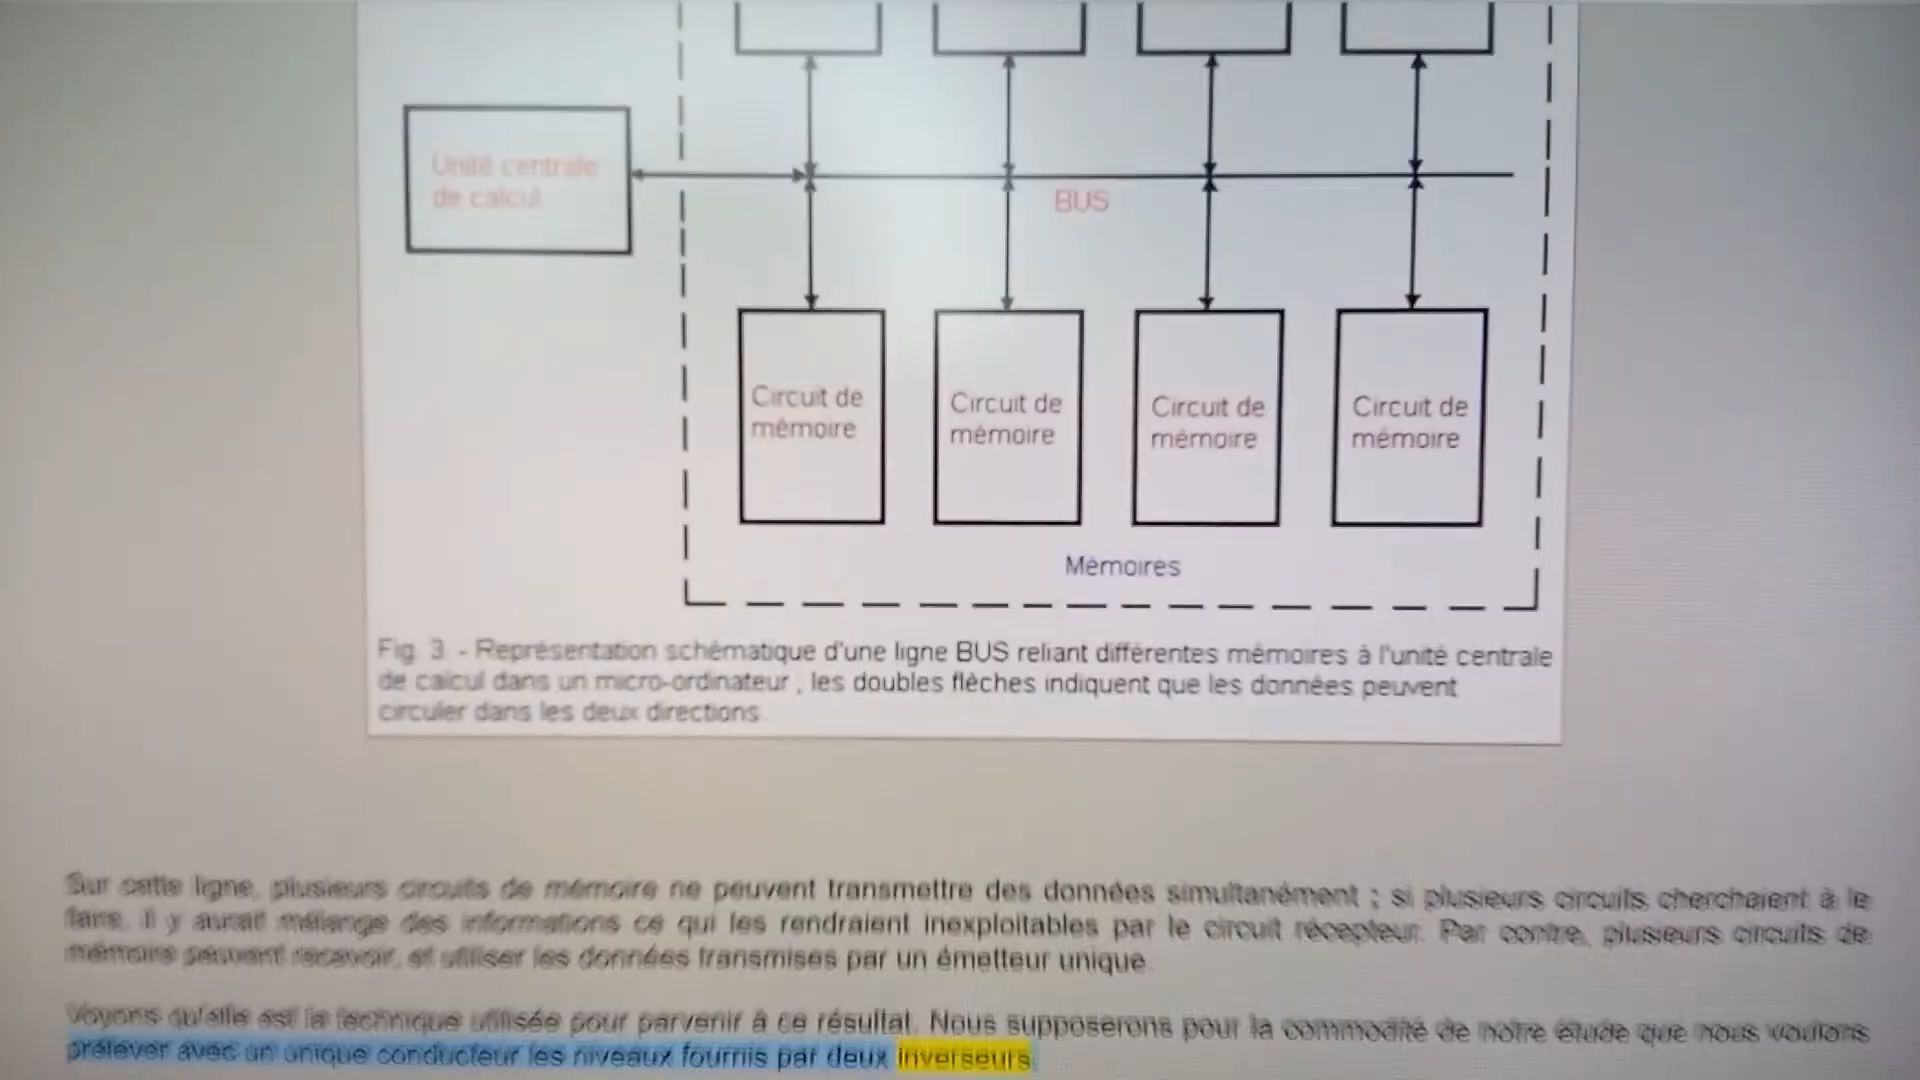 Unité centrale
de calcul
BUS
Circuit de
mémoire
Circuit de
mémoire
Circuit de
mémoire
Circuit de
mémoire
Mémoires
Fig. 3 - Représentation schématique d'une ligne BUS reliant différentes mémoires à l'unité centrale
de calcul dans un micro-ordinateur , les doubles flèches indiquent que les données peuvent
circuler dans les deux directions.
Sur cette ligne, plusieurs circuits de mémoire ne peuvent transmettre des données simultanément ; si plusieurs circuits cherchaient à le
faire, il y aurait mélange des informations ce qui les rendraient inexploitables par le circuit récepteur. Par contre, plusieurs circuits de
mémoire peuvent recevoir, et utiliser les données transmises par un émetteur unique.
Voyons qu'elle est la technique utilisée pour parvenir à ce résultat. Nous supposerons pour la commodité de notre étude que nous voulons
prélever avec un unique conducteur les niveaux fournis par deux inverseurs.